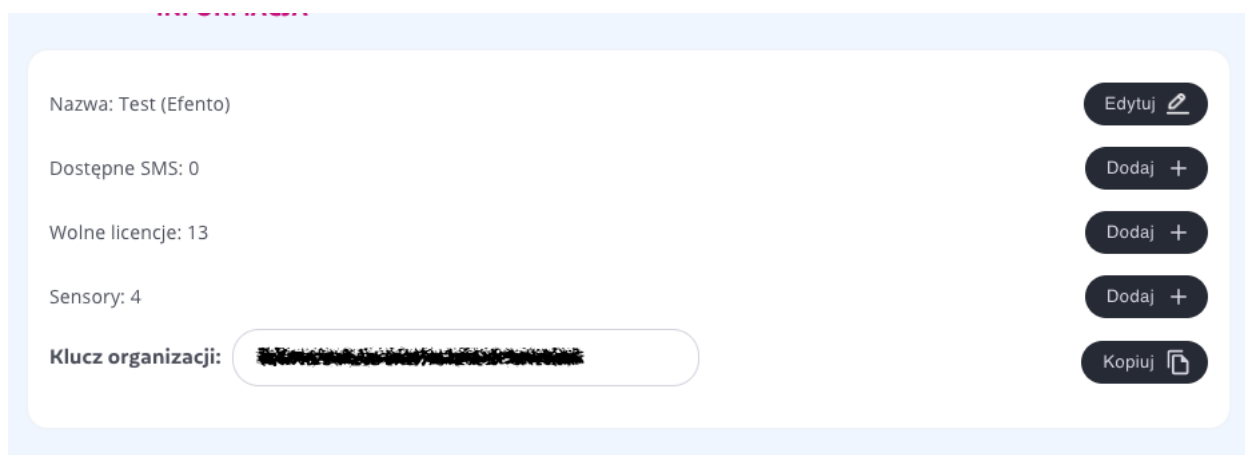 Nazwa: Test (Efento) Edytuj
Dostępne SMS: 0 Dodaj +
Wolne licencje: 13 Dodaj +
Sensory: 4 Dodaj +
Klucz organizacji: Kopiuj